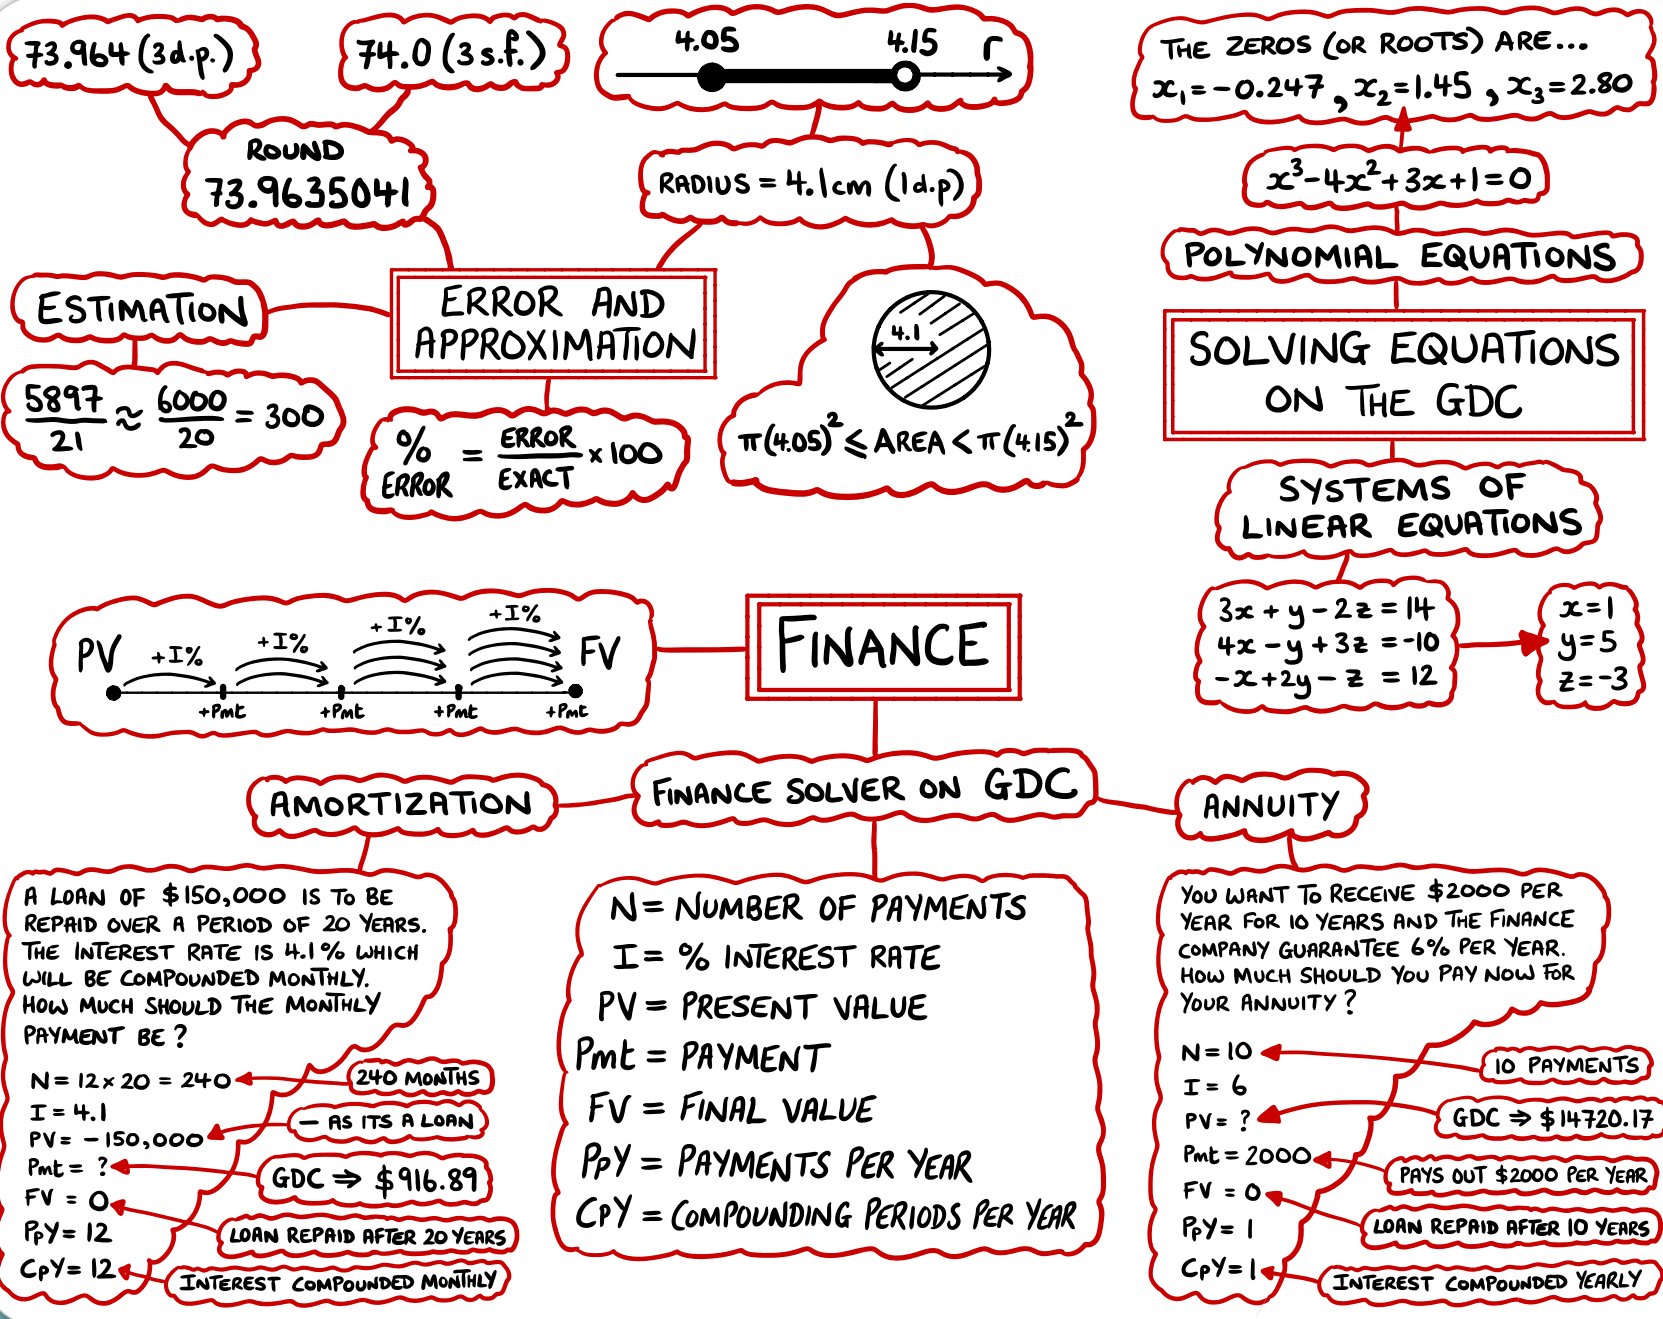 73.964 (3 d.p.)
74.0 (3 s.f.)
ROUND
73.9635041
4.05 4.15 r
RADIUS = 4.1cm (1d.p)
ERROR AND
APPROXIMATION
ESTIMATION
5897/21 ≈ 6000/20 = 300
% ERROR = ERROR/EXACT × 100
4.1
π(4.05)² ≤ AREA < π(4.15)²
THE ZEROS (OR ROOTS) ARE...
x₁=-0.247, x₂=1.45, x₃=2.80
x³-4x²+3x+1=0
POLYNOMIAL EQUATIONS
SOLVING EQUATIONS
ON THE GDC
SYSTEMS OF
LINEAR EQUATIONS
3x + y - 2z = 14
4x - y + 3z = -10
-x+2y- z = 12
x=1
y=5
z=-3
FINANCE
PV +I% +I% +I% +I% FV
+Pmt +Pmt +Pmt +Pmt
FINANCE SOLVER ON GDC
AMORTIZATION
A LOAN OF $150,000 IS TO BE
REPAID OVER A PERIOD OF 20 YEARS.
THE INTEREST RATE IS 4.1% WHICH
WILL BE COMPOUNDED MONTHLY.
HOW MUCH SHOULD THE MONTHLY
PAYMENT BE?
N = 12 x 20 = 240
240 MONTHS
I = 4.1
PV = -150,000
- AS ITS A LOAN
Pmt = ?
GDC ⇒ $916.89
FV = 0
LOAN REPAID AFTER 20 YEARS
PpY = 12
CpY = 12
INTEREST COMPOUNDED MONTHLY
N = NUMBER OF PAYMENTS
I = % INTEREST RATE
PV = PRESENT VALUE
Pmt = PAYMENT
FV = FINAL VALUE
PpY = PAYMENTS PER YEAR
CpY = COMPOUNDING PERIODS PER YEAR
ANNUITY
YOU WANT TO RECEIVE $2000 PER
YEAR FOR 10 YEARS AND THE FINANCE
COMPANY GUARANTEE 6% PER YEAR.
HOW MUCH SHOULD YOU PAY NOW FOR
YOUR ANNUITY?
N = 10
10 PAYMENTS
I = 6
PV = ?
GDC ⇒ $14720.17
Pmt = 2000
PAYS OUT $2000 PER YEAR
FV = 0
LOAN REPAID AFTER 10 YEARS
PpY = 1
CpY = 1
INTEREST COMPOUNDED YEARLY